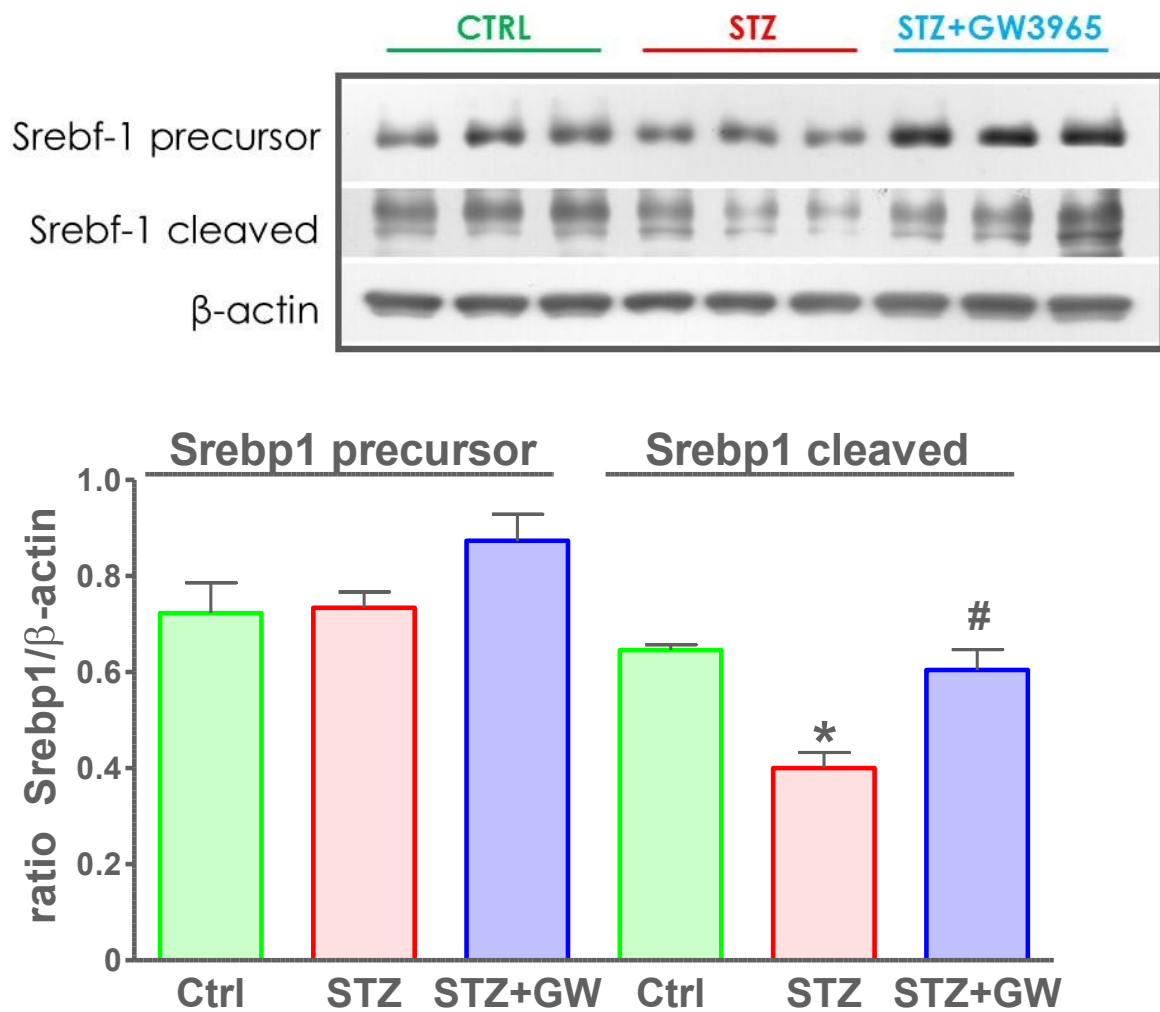 CTRL STZ STZ+GW3965
Srebf-1 precursor
Srebf-1 cleaved
β-actin
Srebp1 precursor Srebp1 cleaved
ratio Srebp1/β-actin
1.0
0.8
0.6
0.4
0.2
0
#
*
Ctrl STZ STZ+GW Ctrl STZ STZ+GW